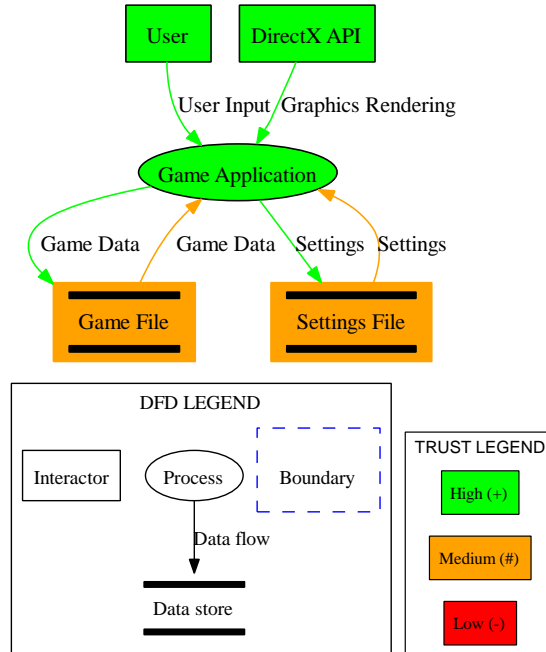 User
DirectX API
User Input
Graphics Rendering
Game Application
Game Data
Game Data
Settings
Settings
Game File
Settings File
DFD LEGEND
Interactor
Process
Boundary
Data flow
Data store
TRUST LEGEND
High (+)
Medium (#)
Low (-)